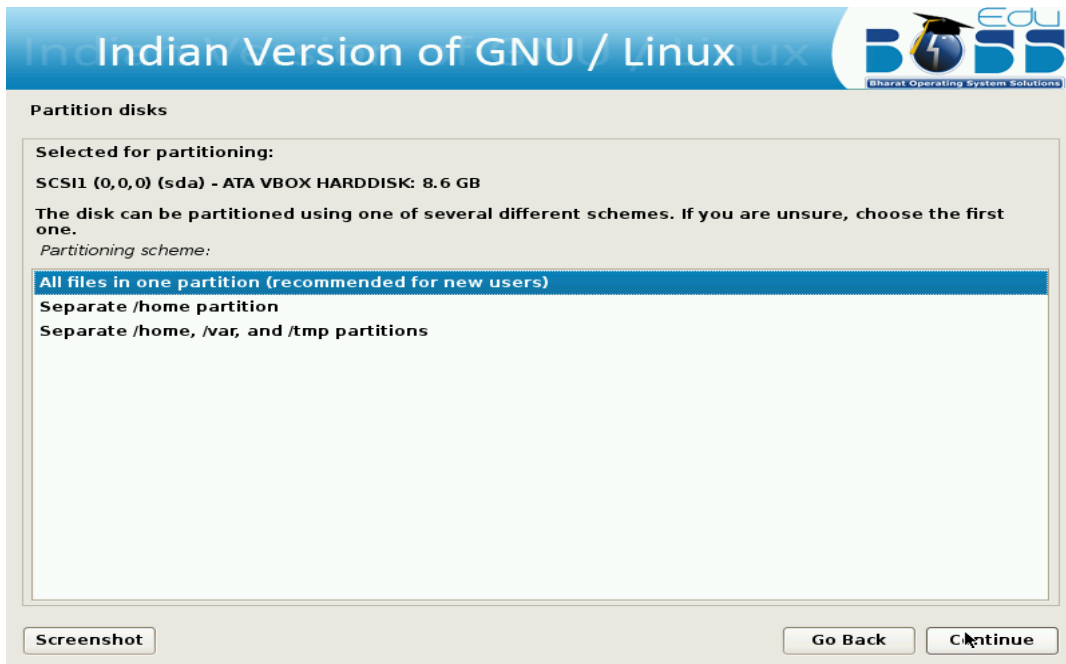 Indian Version of GNU / Linux
Edu
BOSS
Bharat Operating System Solutions
Partition disks
Selected for partitioning:
SCSI1 (0,0,0) (sda) - ATA VBOX HARDDISK: 8.6 GB
The disk can be partitioned using one of several different schemes. If you are unsure, choose the first
one.
Partitioning scheme:
All files in one partition (recommended for new users)
Separate /home partition
Separate /home, /var, and /tmp partitions
Screenshot
Go Back
Continue